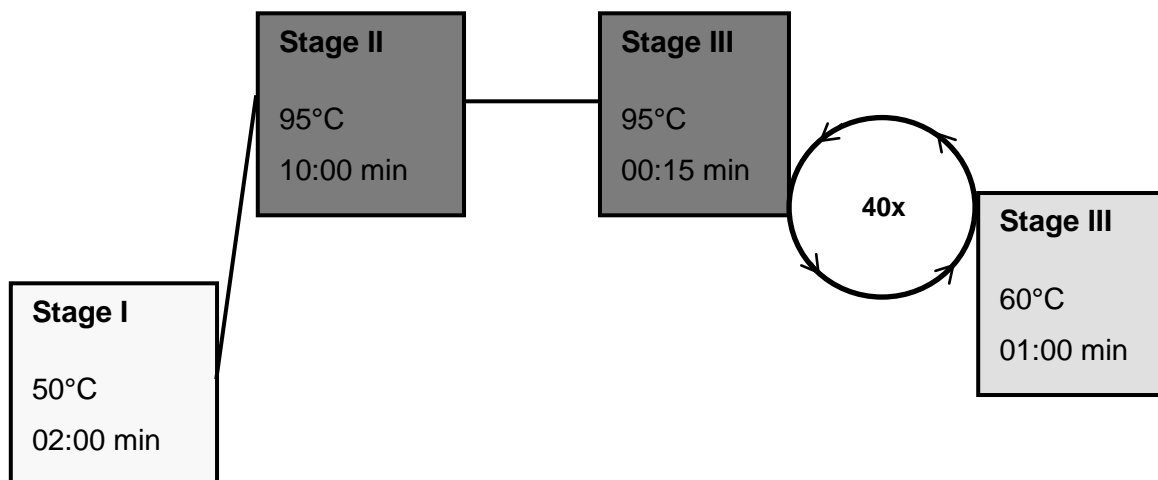 Stage I
50°C
02:00 min
Stage II
95°C
10:00 min
Stage III
95°C
00:15 min
40x
Stage III
60°C
01:00 min